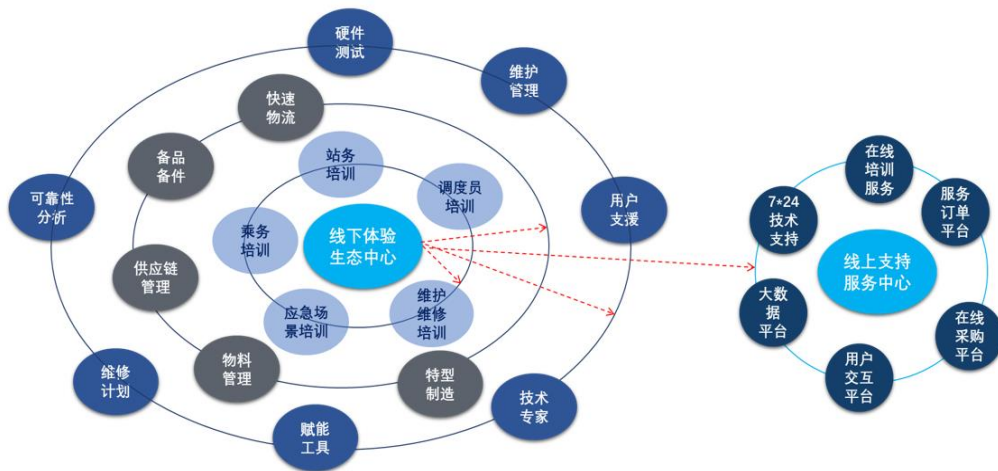 硬件
测试
维护
管理
快速
物流
备品
备件
站务
培训
调度员
培训
可靠性
分析
乘务
培训
线下体验
生态中心
用户
支援
供应链
管理
应急场
景培训
维护
维修
培训
物料
管理
特型
制造
维修
计划
赋能
工具
技术
专家
在线
培训
服务
7*24
技术
支持
服务
订单
平台
线上支持
服务中心
大数
据
平台
在线
采购
平台
用户
交互
平台